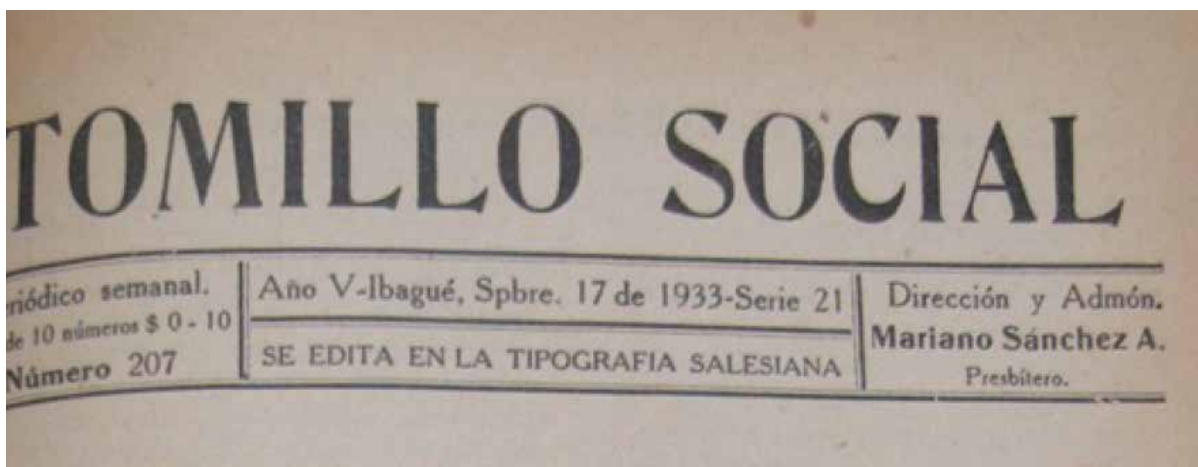 TOMILLO SOCIAL
riódico semanal.
de 10 números $ 0 - 10
Número 207
Año V-Ibagué, Spbre. 17 de 1933-Serie 21
SE EDITA EN LA TIPOGRAFIA SALESIANA
Dirección y Admón.
Mariano Sánchez A.
Presbítero.